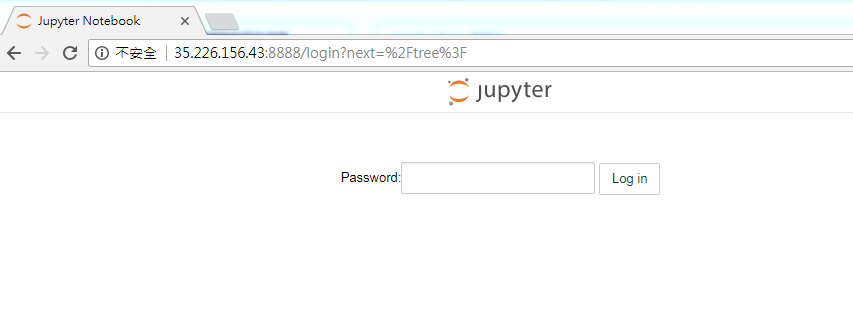 Jupyter Notebook
不安全 35.226.156.43:8888/login?next=%2Ftree%3F
jupyter
Password:
Log in